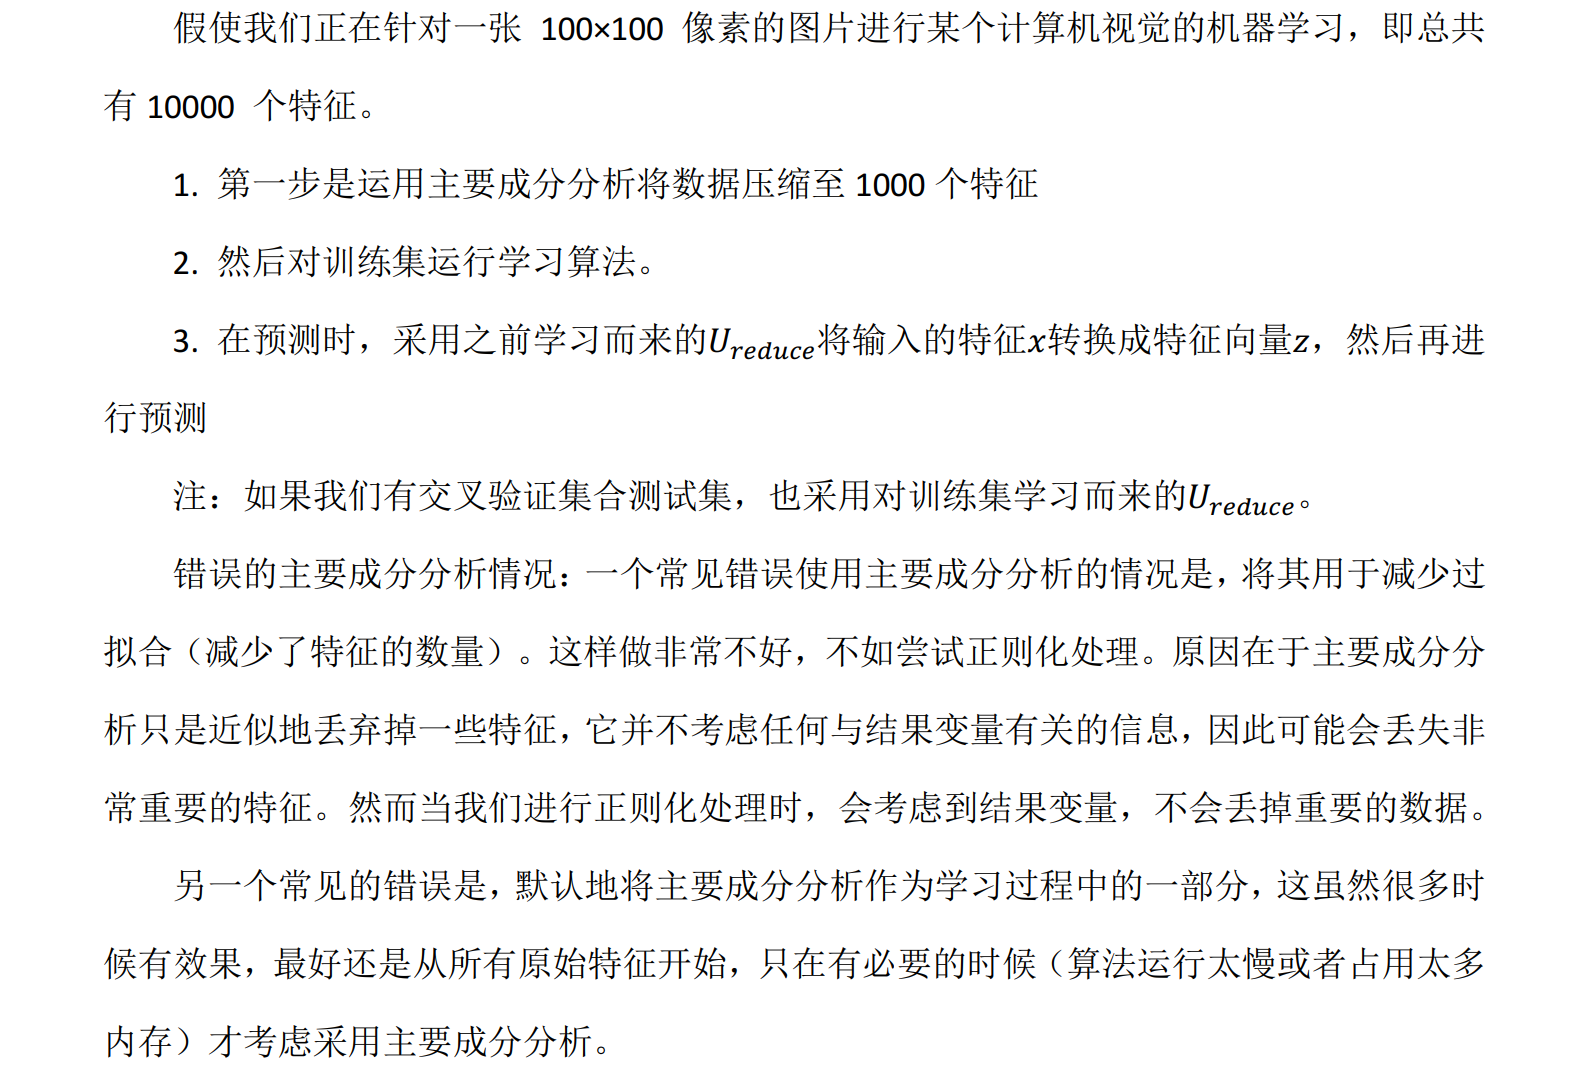 假使我们正在针对一张 100×100 像素的图片进行某个计算机视觉的机器学习，即总共
有 10000 个特征。
1. 第一步是运用主要成分分析将数据压缩至 1000 个特征
2. 然后对训练集运行学习算法。
3. 在预测时，采用之前学习而来的U_{reduce}将输入的特征x转换成特征向量z，然后再进
行预测
注：如果我们有交叉验证集合测试集，也采用对训练集学习而来的U_{reduce}。
错误的主要成分分析情况：一个常见错误使用主要成分分析的情况是，将其用于减少过
拟合（减少了特征的数量）。这样做非常不好，不如尝试正则化处理。原因在于主要成分分
析只是近似地丢弃掉一些特征，它并不考虑任何与结果变量有关的信息，因此可能会丢失非
常重要的特征。然而当我们进行正则化处理时，会考虑到结果变量，不会丢掉重要的数据。
另一个常见的错误是，默认地将主要成分分析作为学习过程中的一部分，这虽然很多时
候有效果，最好还是从所有原始特征开始，只在有必要的时候（算法运行太慢或者占用太多
内存）才考虑采用主要成分分析。